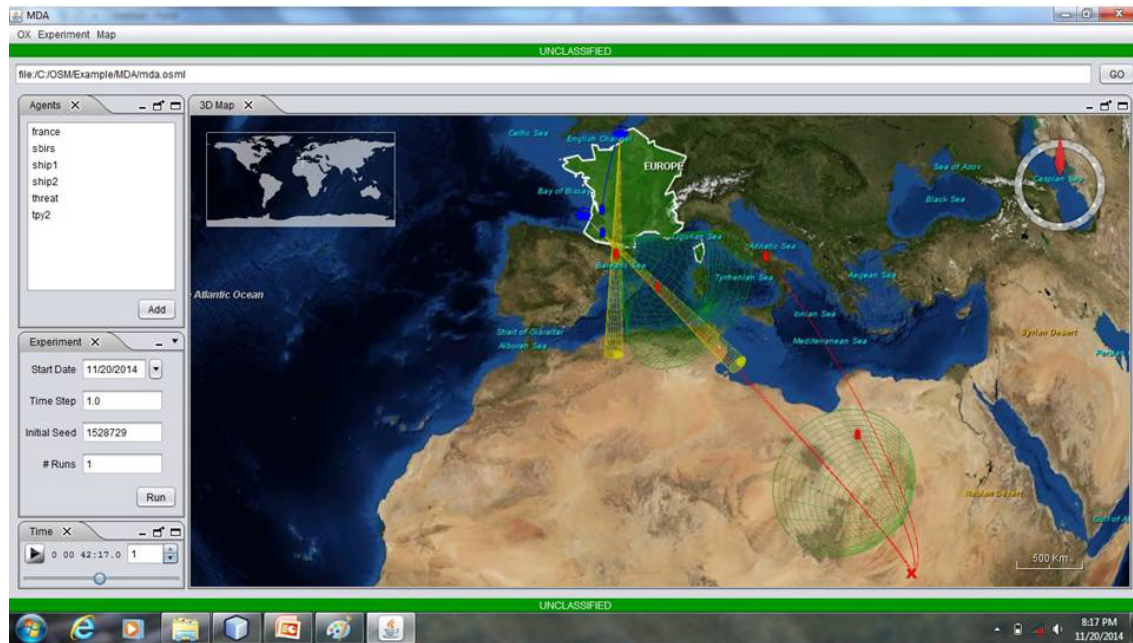 MDA
OX Experiment Map
UNCLASSIFIED
file:/C:/OSM/Example/MDA/mda.osml
GO
Agents
france
sbirs
ship1
ship2
threat
tpy2
Add
Experiment
Start Date 11/20/2014
Time Step 1.0
Initial Seed 1528729
# Runs 1
Run
Time
0 00 42:17.0 1
3D Map
Celtic Sea
English Channel
EUROPE
Bay of Biscay
Sea of Azov
Caspian Sea
Black Sea
Ligurian Sea
Adriatic Sea
Balearic Sea
Tyrrhenian Sea
Aegean Sea
Atlantic Ocean
Ionian Sea
Strait of Gibraltar
Alboran Sea
Mediterranean Sea
Syrian Desert
Nubian Desert
500 Km
UNCLASSIFIED
8:17 PM
11/20/2014